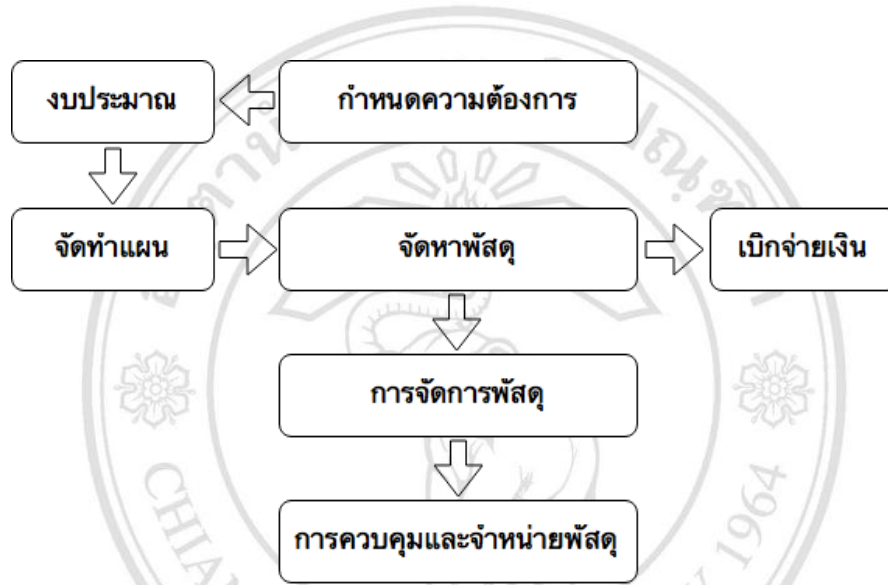 งบประมาณ
กำหนดความต้องการ
จัดทำแผน
จัดหาพัสดุ
เบิกจ่ายเงิน
การจัดการพัสดุ
การควบคุมและจำหน่ายพัสดุ
1964